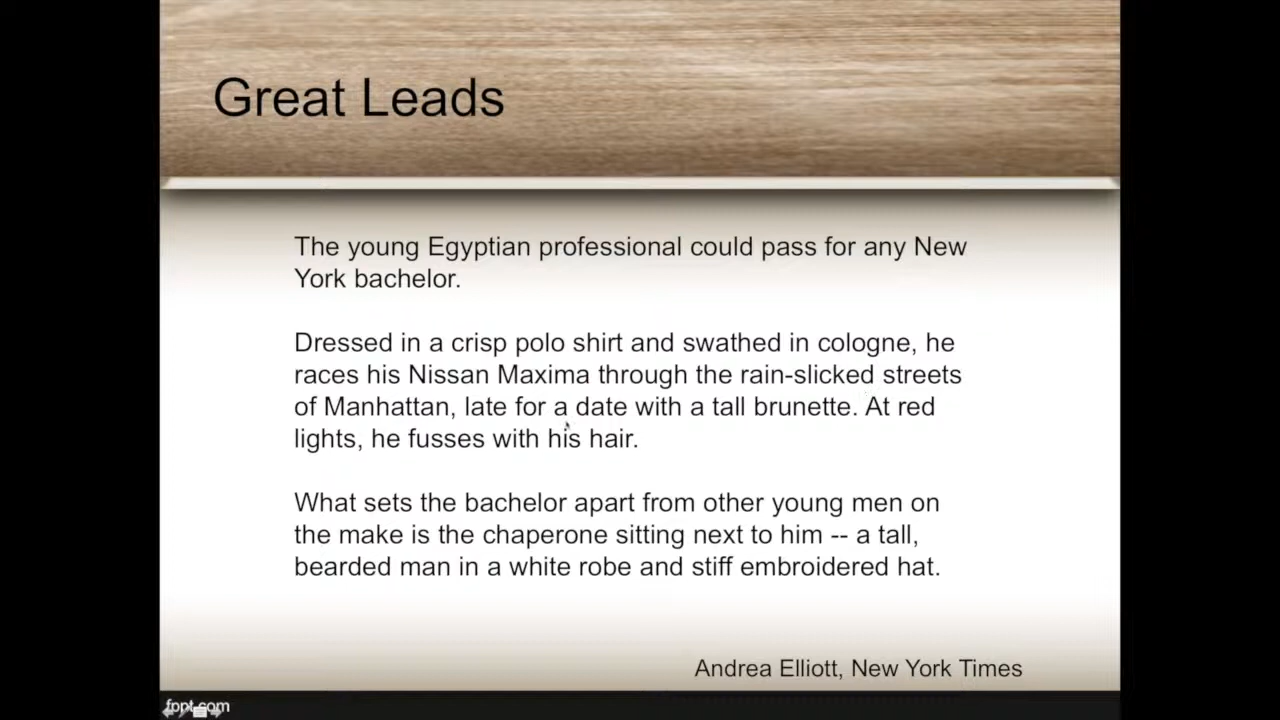 Great Leads
The young Egyptian professional could pass for any New
York bachelor.
Dressed in a crisp polo shirt and swathed in cologne, he
races his Nissan Maxima through the rain-slicked streets
of Manhattan, late for a date with a tall brunette. At red
lights, he fusses with his hair.
What sets the bachelor apart from other young men on
the make is the chaperone sitting next to him -- a tall,
bearded man in a white robe and stiff embroidered hat.
Andrea Elliott, New York Times
fppt.com